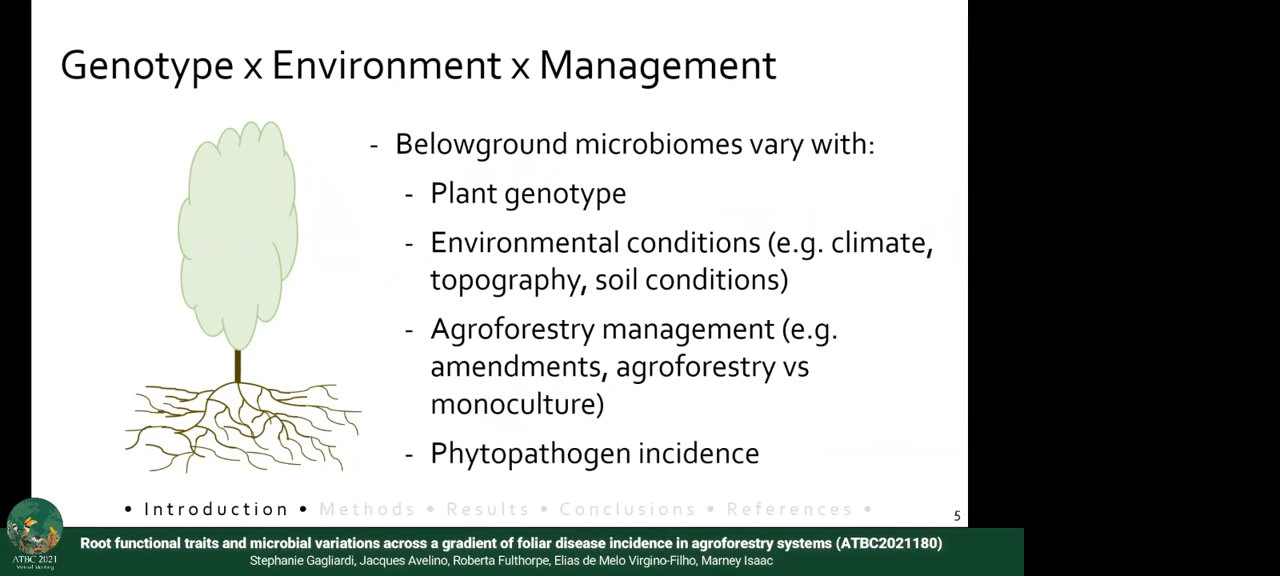 Genotype x Environment x Management
- Belowground microbiomes vary with:
- Plant genotype
- Environmental conditions (e.g. climate,
topography, soil conditions)
- Agroforestry management (e.g.
amendments, agroforestry vs
monoculture)
- Phytopathogen incidence
• Introduction • Methods • Results • Conclusions • References •
5
ATBC 2021
Virtual Meeting
Root functional traits and microbial variations across a gradient of foliar disease incidence in agroforestry systems (ATBC2021180)
Stephanie Gagliardi, Jacques Avelino, Roberta Fulthorpe, Elias de Melo Virgino-Filho, Marney Isaac